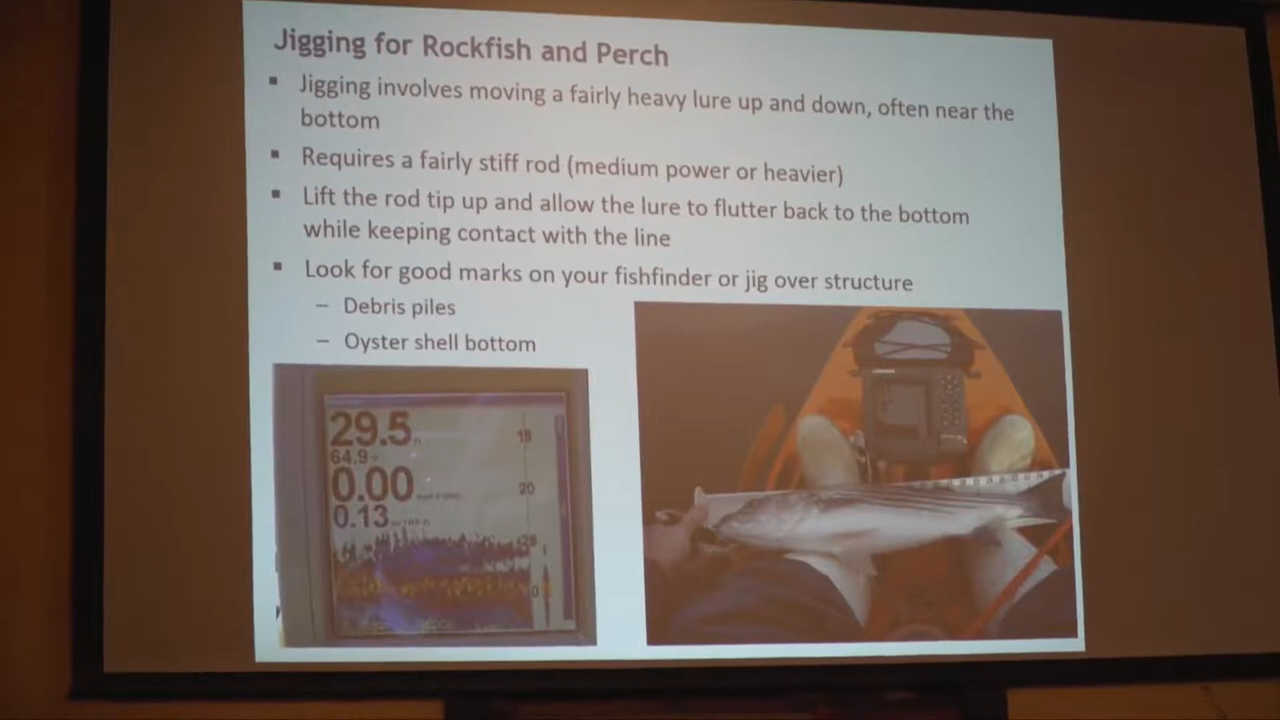 Jigging for Rockfish and Perch
▪ Jigging involves moving a fairly heavy lure up and down, often near the
bottom
▪ Requires a fairly stiff rod (medium power or heavier)
▪ Lift the rod tip up and allow the lure to flutter back to the bottom
while keeping contact with the line
▪ Look for good marks on your fishfinder or jig over structure
– Debris piles
– Oyster shell bottom
29.5
15
64.9
0.00
20
0.13